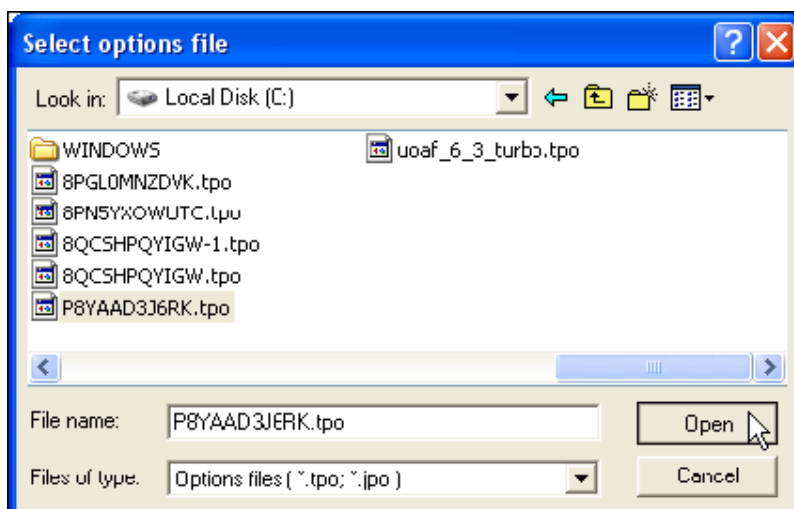 Select options file
Look in: Local Disk (C:)
WINDOWS
8PGL0MNZDVK.tpo
8PN5YXOWUTC.tpo
8QCSHPQYIGW-1.tpo
8QCSHPQYIGW.tpo
P8YAAD3J6RK.tpo
uoaf_6_3_turbo.tpo
File name: P8YAAD3J6RK.tpo
Open
Files of type: Options files ( *.tpo; *.jpo )
Cancel